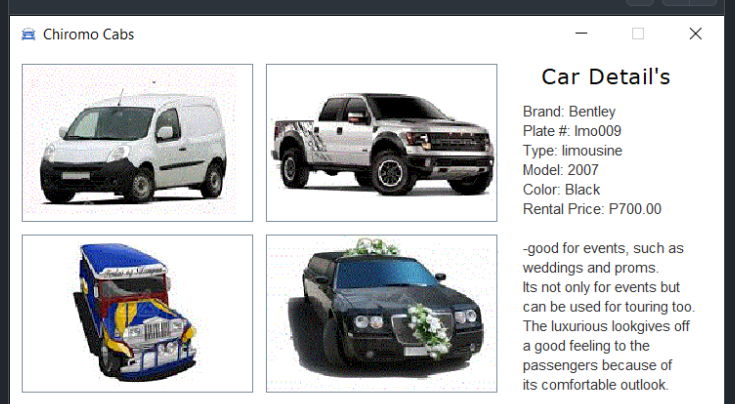 Chiromo Cabs
Car Detail's
Brand: Bentley
Plate #: lmo009
Type: limousine
Model: 2007
Color: Black
Rental Price: P700.00
-good for events, such as
weddings and proms.
Its not only for events but
can be used for touring too.
The luxurious lookgives off
a good feeling to the
passengers because of
its comfortable outlook.